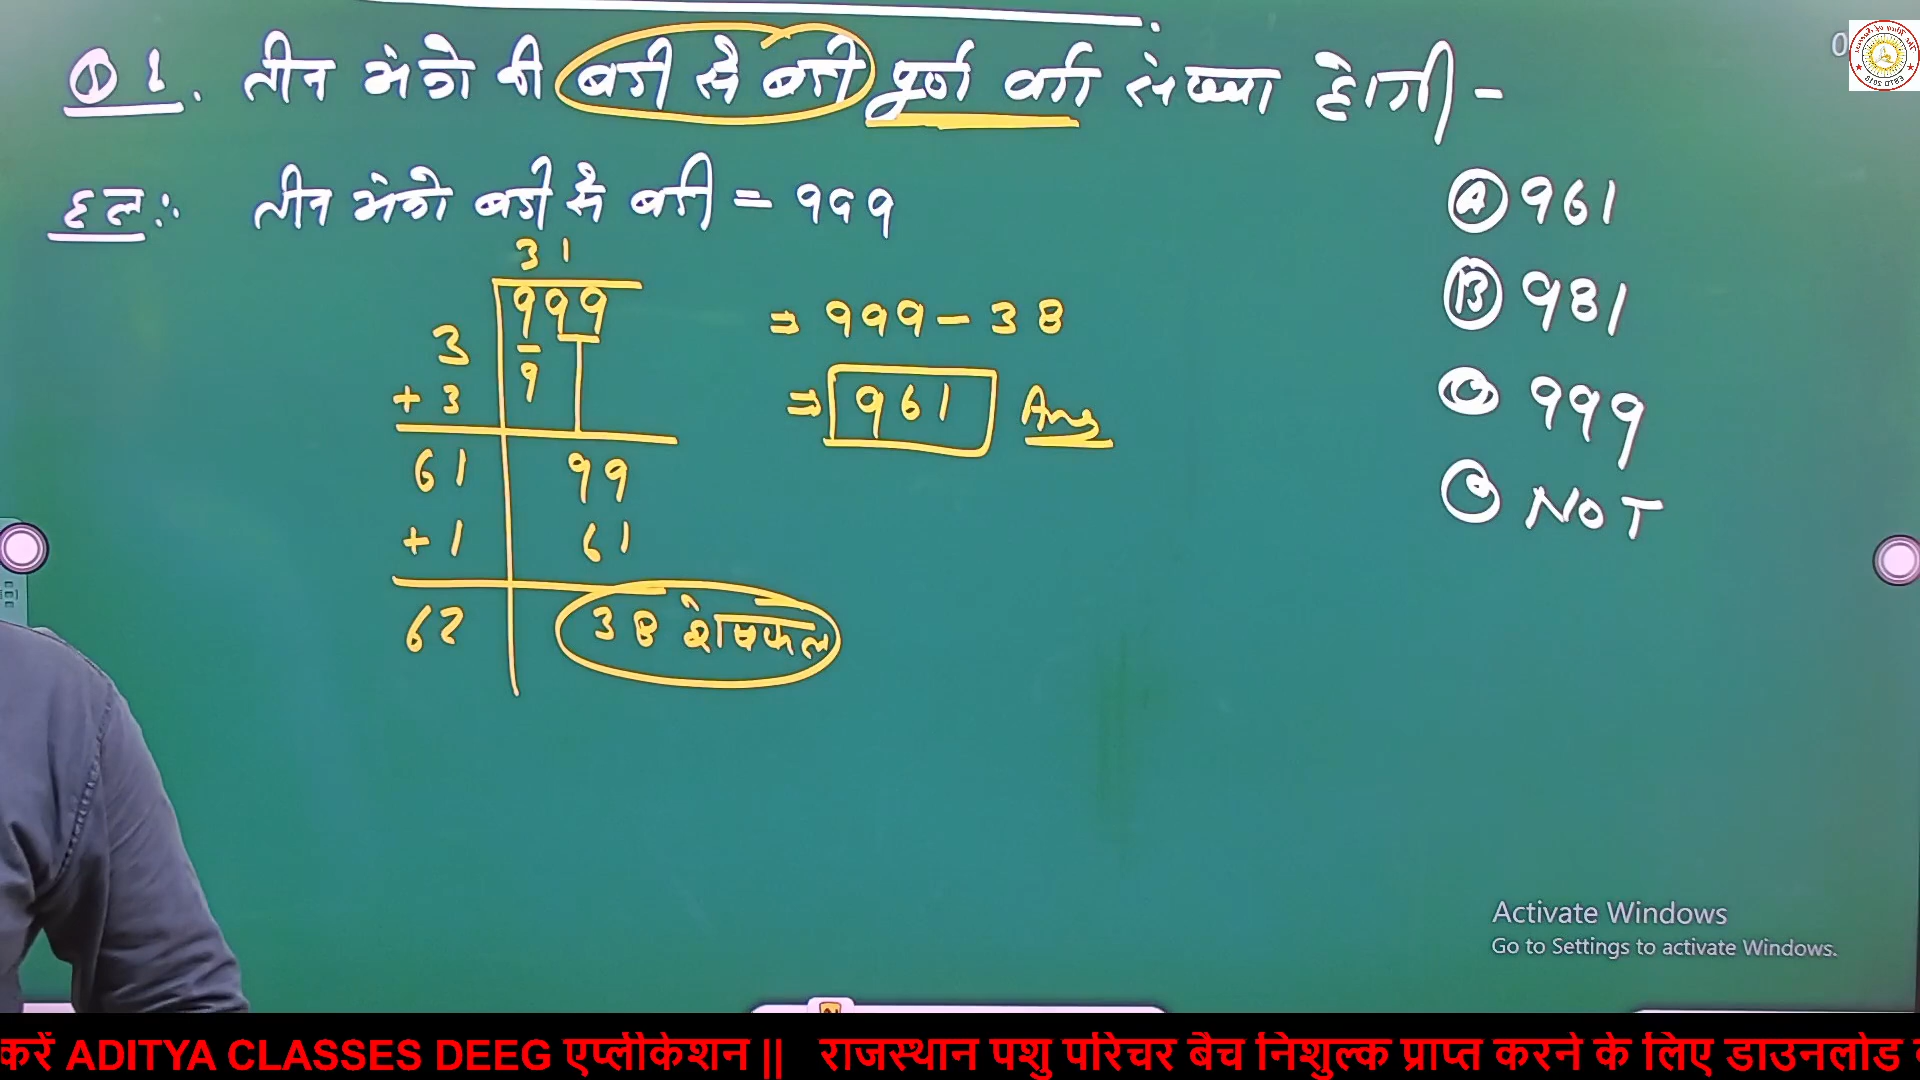 Q 1. तीन अंको की बडी से बडी पूर्ण वर्ग संख्या होगी -
हल :- तीन अंको बडी से बडी = 999
(A) 961
(B) 981
999
NOT
31
3 999
+ 3 9
61 99
+ 1 61
62 38 शेषफल
⇒ 999 - 38
⇒ 961 Ans
Activate Windows
Go to Settings to activate Windows.
करें ADITYA CLASSES DEEG एप्लीकेशन || राजस्थान पशु परिचर बैच निशुल्क प्राप्त करने के लिए डाउनलोड